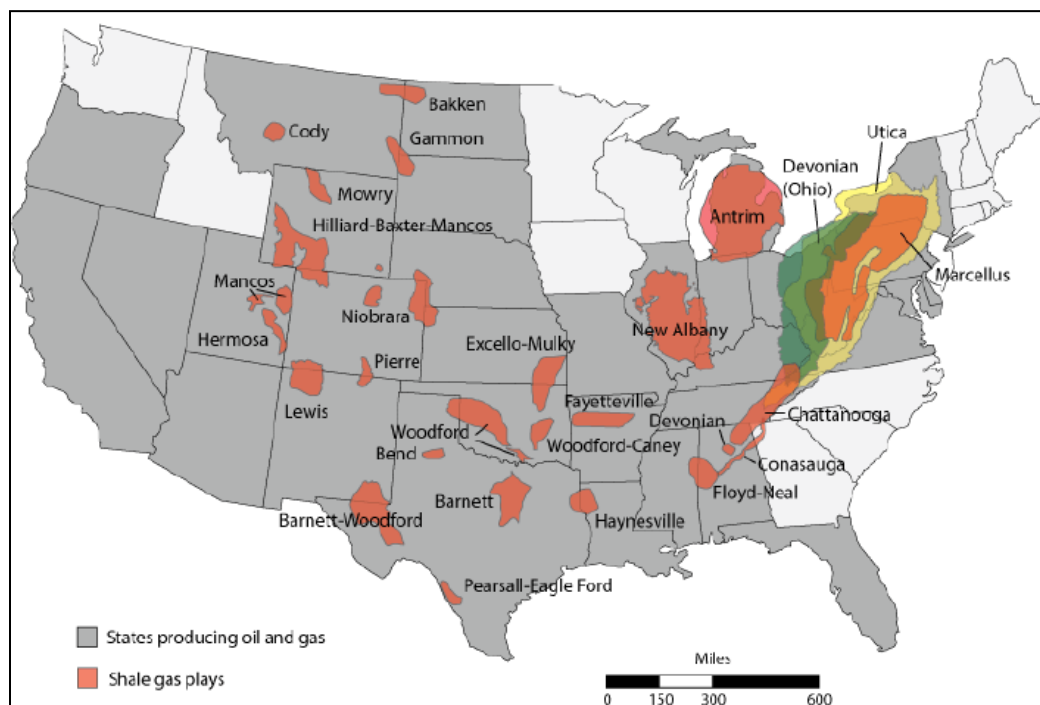 Bakken
Utica
Cody
Gammon
Devonian
(Ohio)
Mowry
Antrim
Hilliard-Baxter-Mancos
Marcellus
Mancos
Niobrara
New Albany
Hermosa
Excello-Mulky
Pierre
Fayetteville
Lewis
Chattanooga
Devonian
Woodford
Woodford-Caney
Bend
Conasauga
Floyd-Neal
Barnett
Barnett-Woodford
Haynesville
Pearsall-Eagle Ford
States producing oil and gas
Miles
Shale gas plays
0 150 300 600